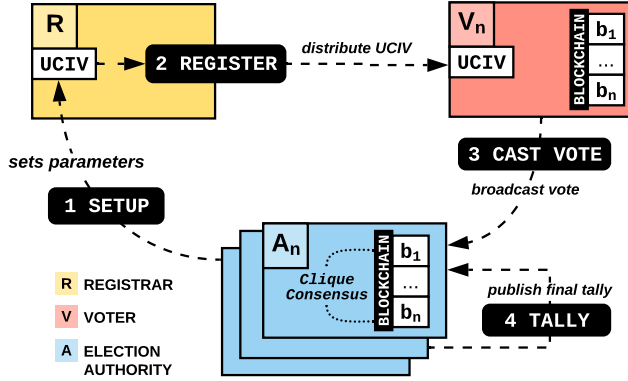 R
UCIV
2 REGISTER
distribute UCIV
Vn
UCIV
BLOCKCHAIN
b1
...
bn
sets parameters
1 SETUP
3 CAST VOTE
broadcast vote
An
Clique
Consensus
BLOCKCHAIN
b1
...
bn
publish final tally
4 TALLY
R REGISTRAR
V VOTER
A ELECTION
AUTHORITY